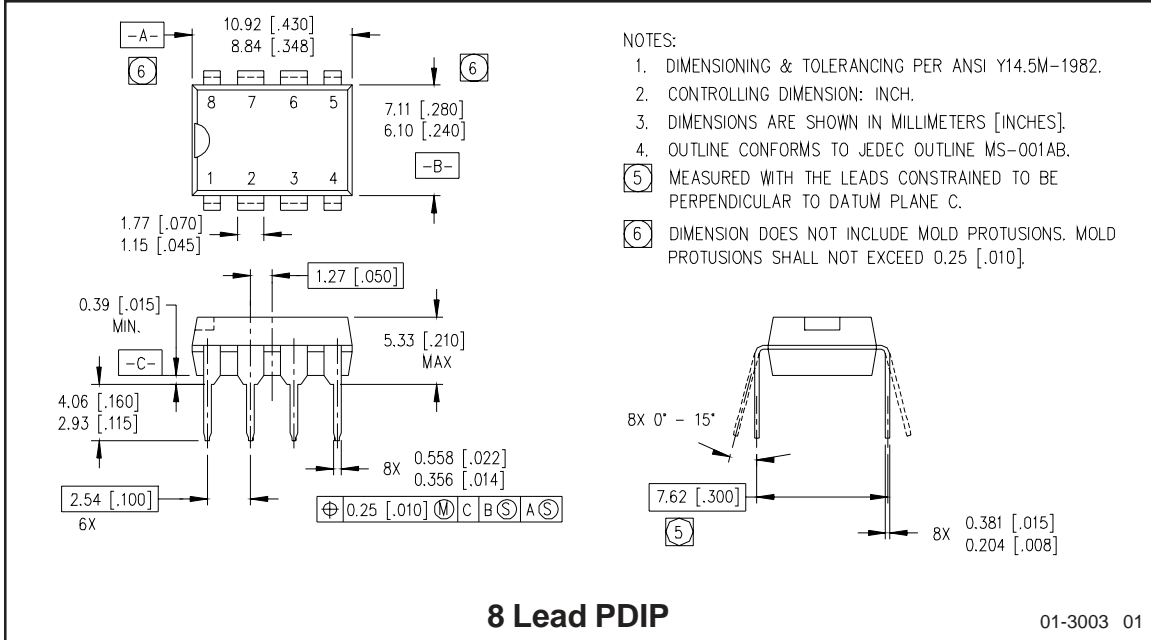 -A-
10.92 [.430]
8.84 [.348]
6
6
8 7 6 5
1 2 3 4
7.11 [.280]
6.10 [.240]
-B-
1.77 [.070]
1.15 [.045]
1.27 [.050]
0.39 [.015]
MIN.
-C-
5.33 [.210]
MAX
4.06 [.160]
2.93 [.115]
2.54 [.100]
6X
8X 0.558 [.022]
0.356 [.014]
⌖ 0.25 [.010] Ⓜ C B Ⓢ A Ⓢ
NOTES:
1. DIMENSIONING & TOLERANCING PER ANSI Y14.5M-1982.
2. CONTROLLING DIMENSION: INCH.
3. DIMENSIONS ARE SHOWN IN MILLIMETERS [INCHES].
4. OUTLINE CONFORMS TO JEDEC OUTLINE MS-001AB.
5 MEASURED WITH THE LEADS CONSTRAINED TO BE
PERPENDICULAR TO DATUM PLANE C.
6 DIMENSION DOES NOT INCLUDE MOLD PROTUSIONS. MOLD
PROTUSIONS SHALL NOT EXCEED 0.25 [.010].
8X 0° - 15°
7.62 [.300]
5
8X 0.381 [.015]
0.204 [.008]
8 Lead PDIP
01-3003 01